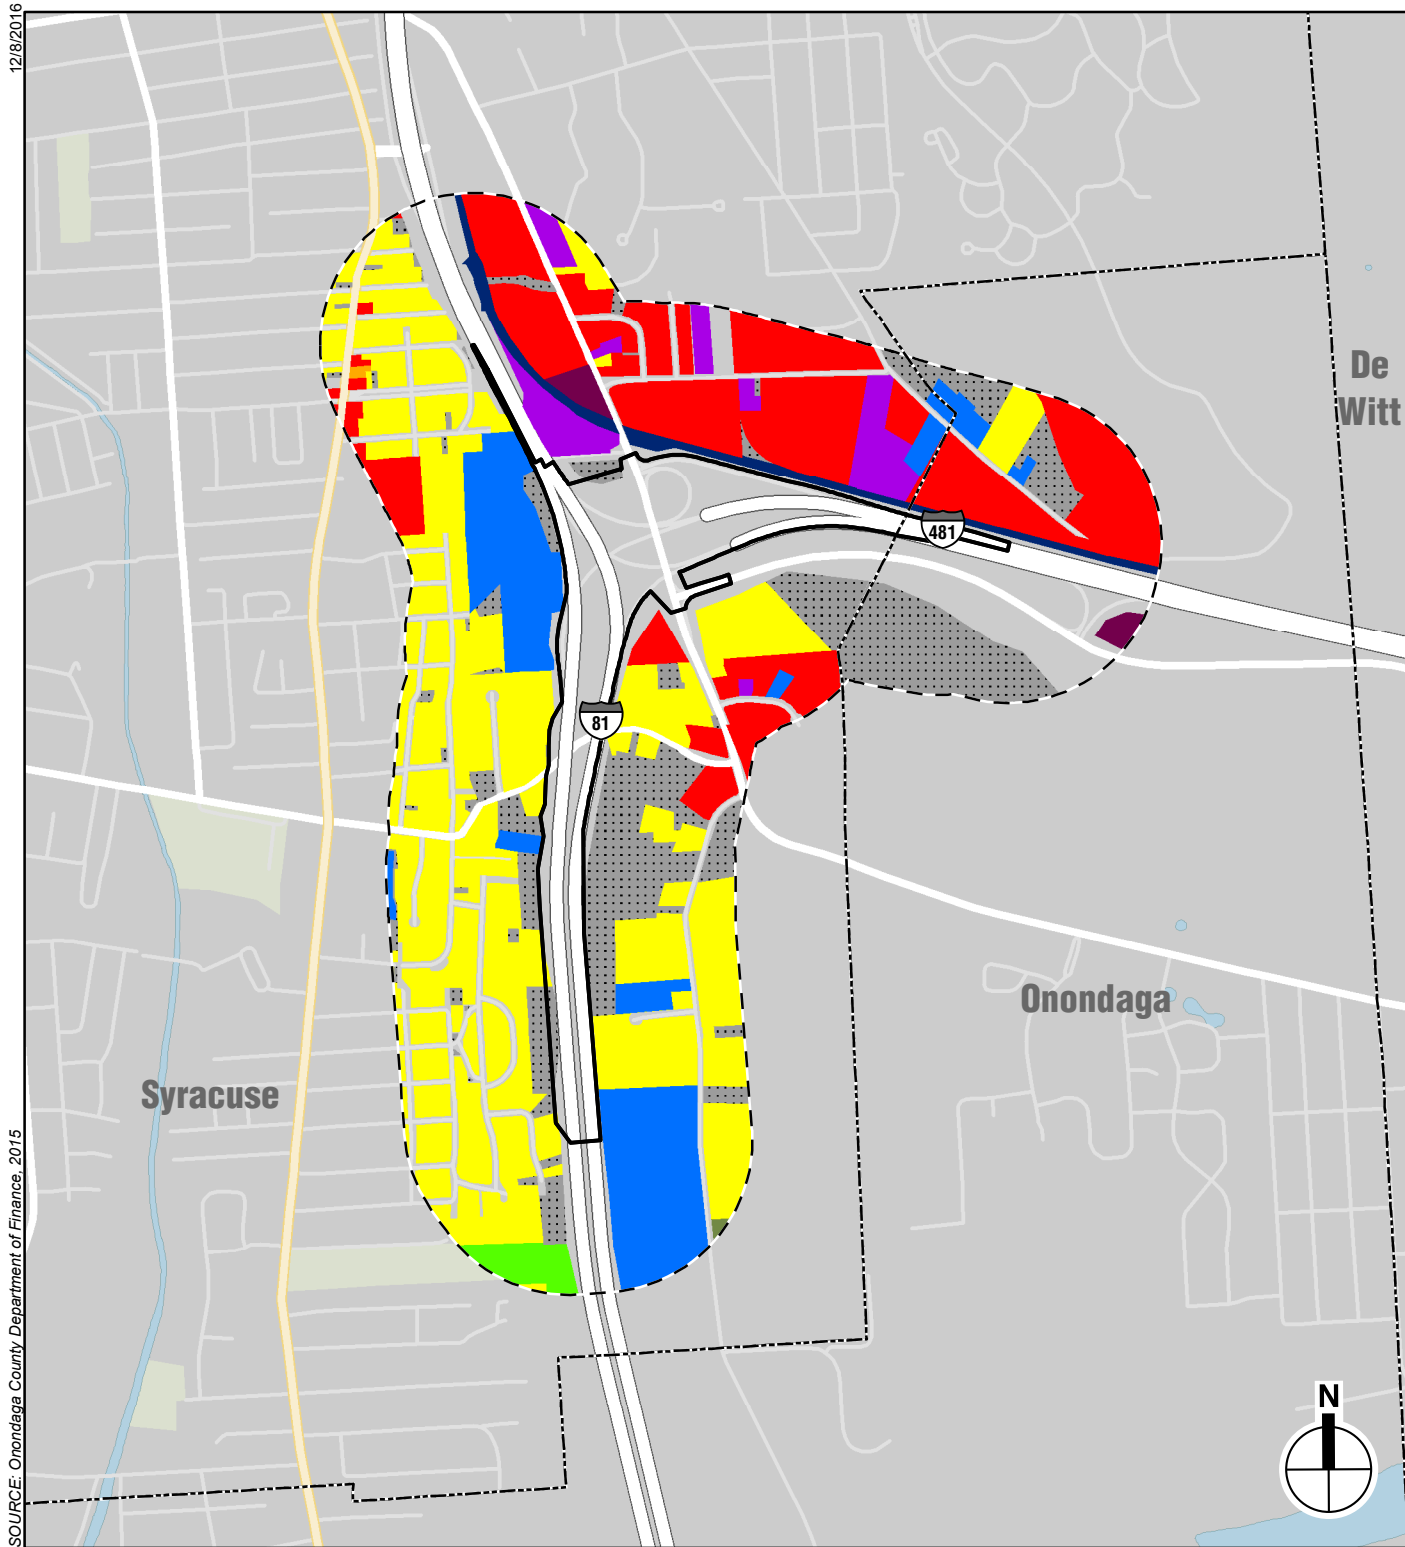 12/8/2016
De
Witt
481
81
Onondaga
Syracuse
SOURCE: Onondaga County Department of Finance, 2015
N